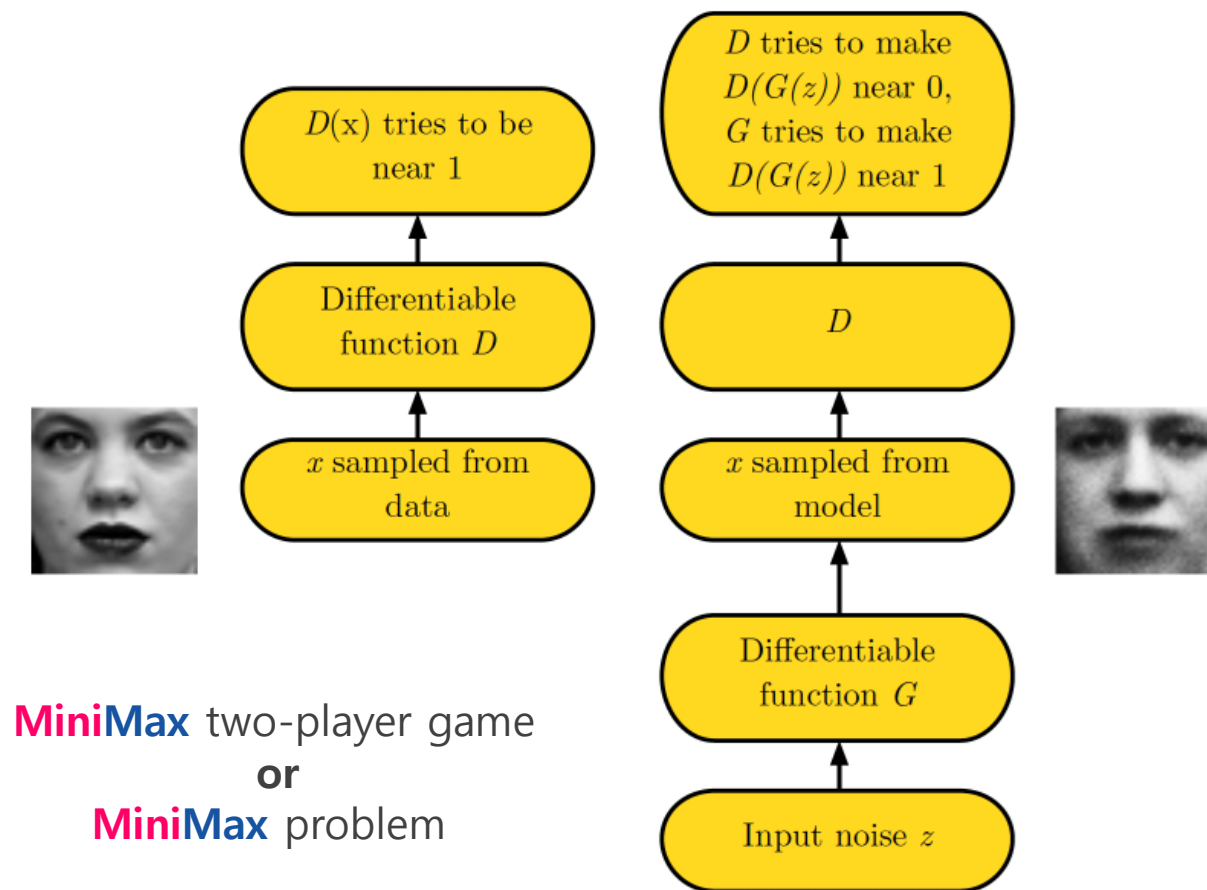 D(x) tries to be
near 1
Differentiable
function D
x sampled from
data
D tries to make
D(G(z)) near 0,
G tries to make
D(G(z)) near 1
D
x sampled from
model
Differentiable
function G
Input noise z
MiniMax two-player game
or
MiniMax problem